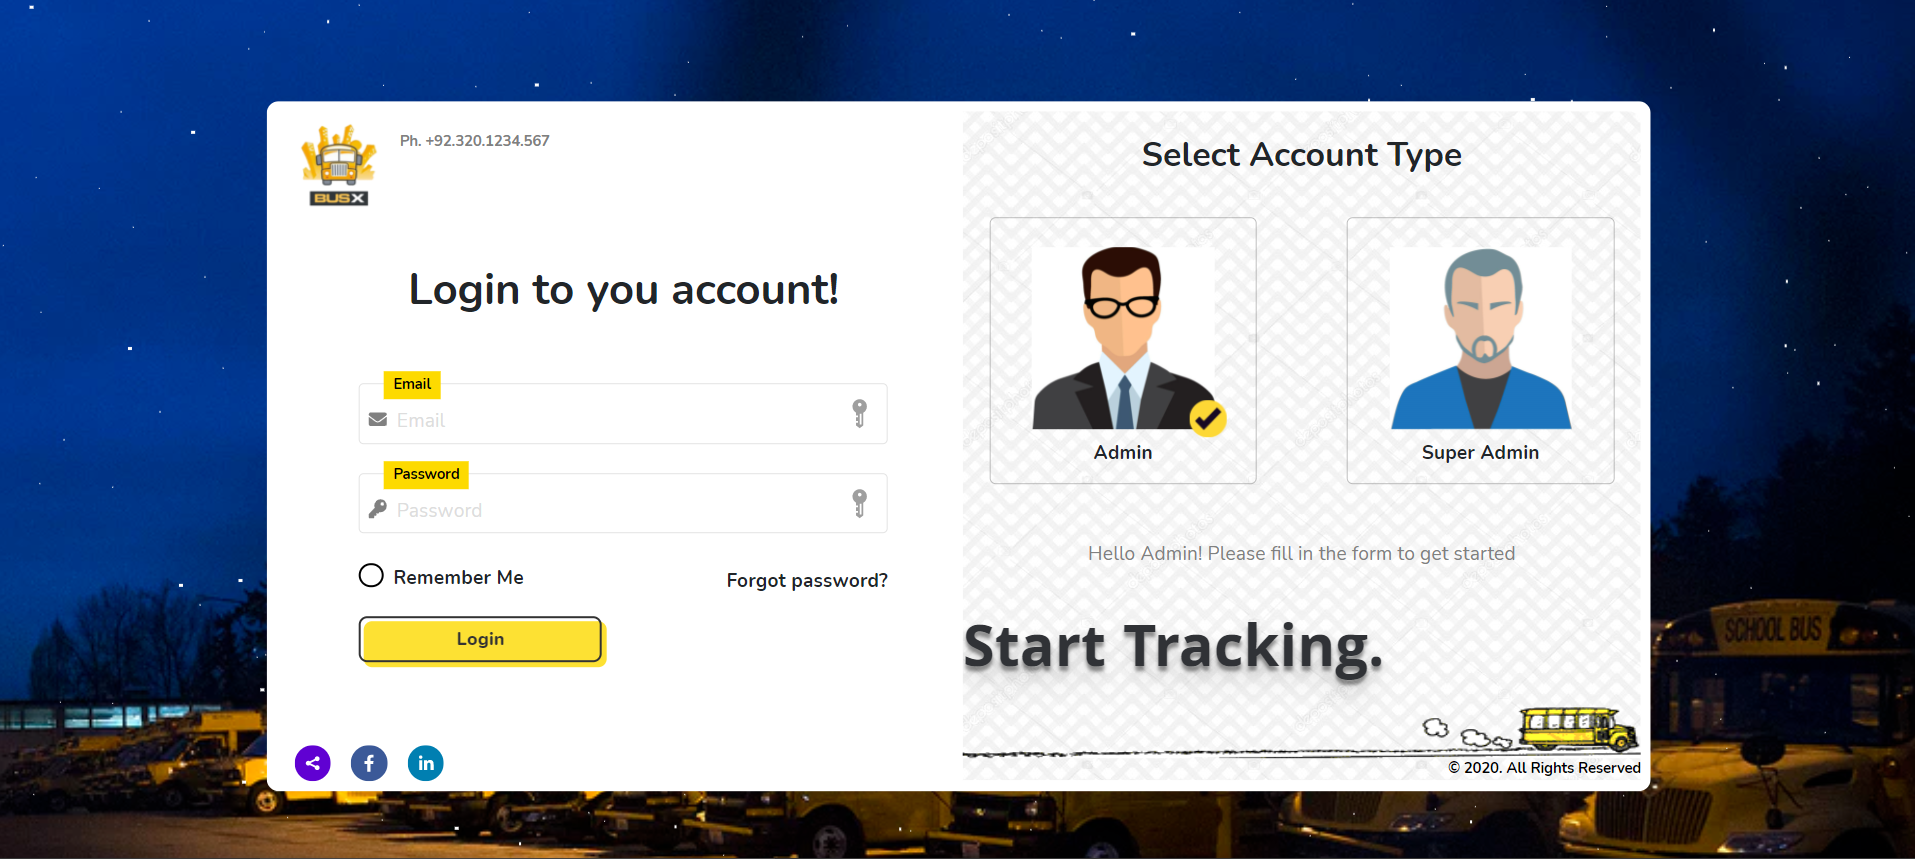 Ph. +92.320.1234.567
BUSX
Login to you account!
Email
Email
Password
Password
Remember Me
Forgot password?
Login
in
Select Account Type
Admin
Super Admin
Hello Admin! Please fill in the form to get started
Start Tracking.
© 2020. All Rights Reserved
SCHOOL BUS